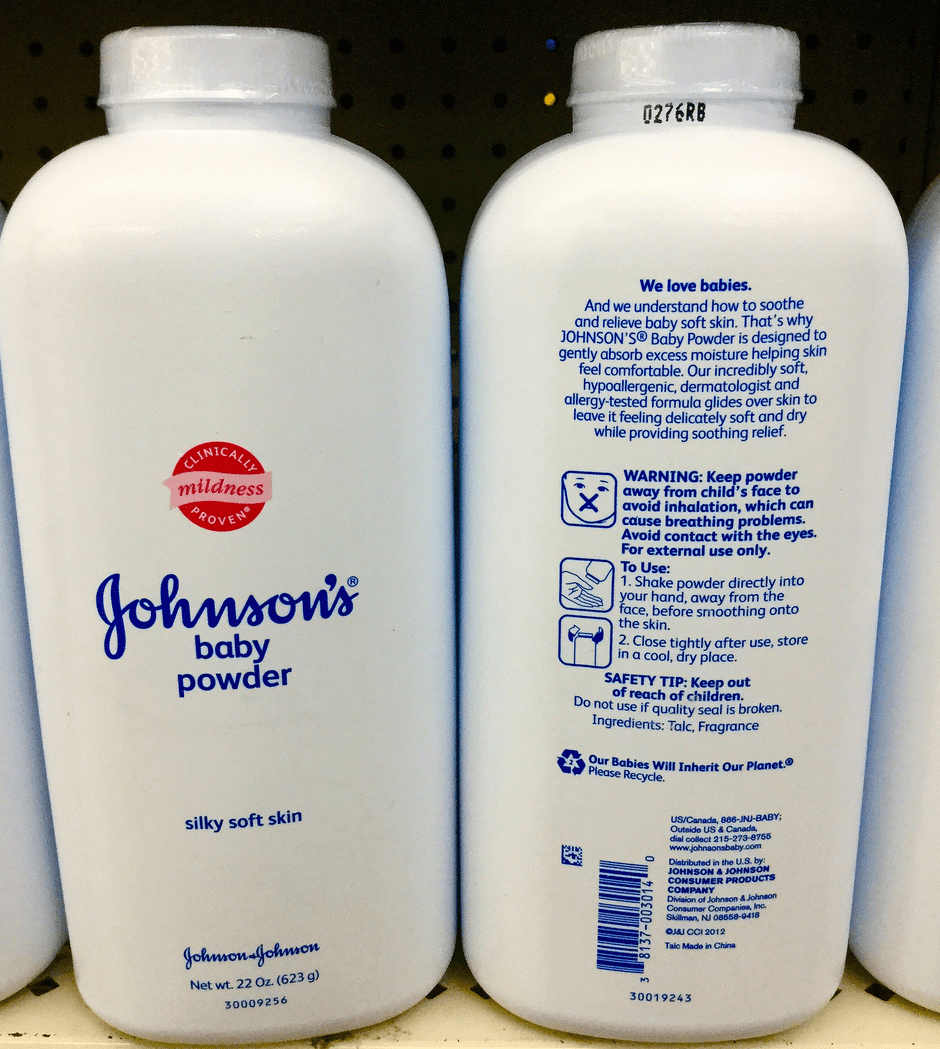 CLINICALLY
mildness
PROVEN®
Johnson's®
baby
powder
silky soft skin
Johnson & Johnson
Net wt. 22 Oz. (623 g)
30009256
0276RB
We love babies.
And we understand how to soothe
and relieve baby soft skin. That's why
JOHNSON'S® Baby Powder is designed to
gently absorb excess moisture helping skin
feel comfortable. Our incredibly soft,
hypoallergenic, dermatologist and
allergy-tested formula glides over skin to
leave it feeling delicately soft and dry
while providing soothing relief.
WARNING: Keep powder
away from child's face to
avoid inhalation, which can
cause breathing problems.
Avoid contact with the eyes.
For external use only.
To Use:
1. Shake powder directly into
your hand, away from the
face, before smoothing onto
the skin.
2. Close tightly after use, store
in a cool, dry place.
SAFETY TIP: Keep out
of reach of children.
Do not use if quality seal is broken.
Ingredients: Talc, Fragrance
2
Our Babies Will Inherit Our Planet.®
Please Recycle.
US/Canada, 866-JNJ-BABY;
Outside US & Canada,
dial collect 215-273-8755
www.johnsonsbaby.com
Distributed in the U.S. by:
JOHNSON & JOHNSON
CONSUMER PRODUCTS
COMPANY
Division of Johnson & Johnson
Consumer Companies, Inc.
Skillman, NJ 08558-9418
©J&J CCI 2012
Talc Made in China
3 8137-003014 0
30019243